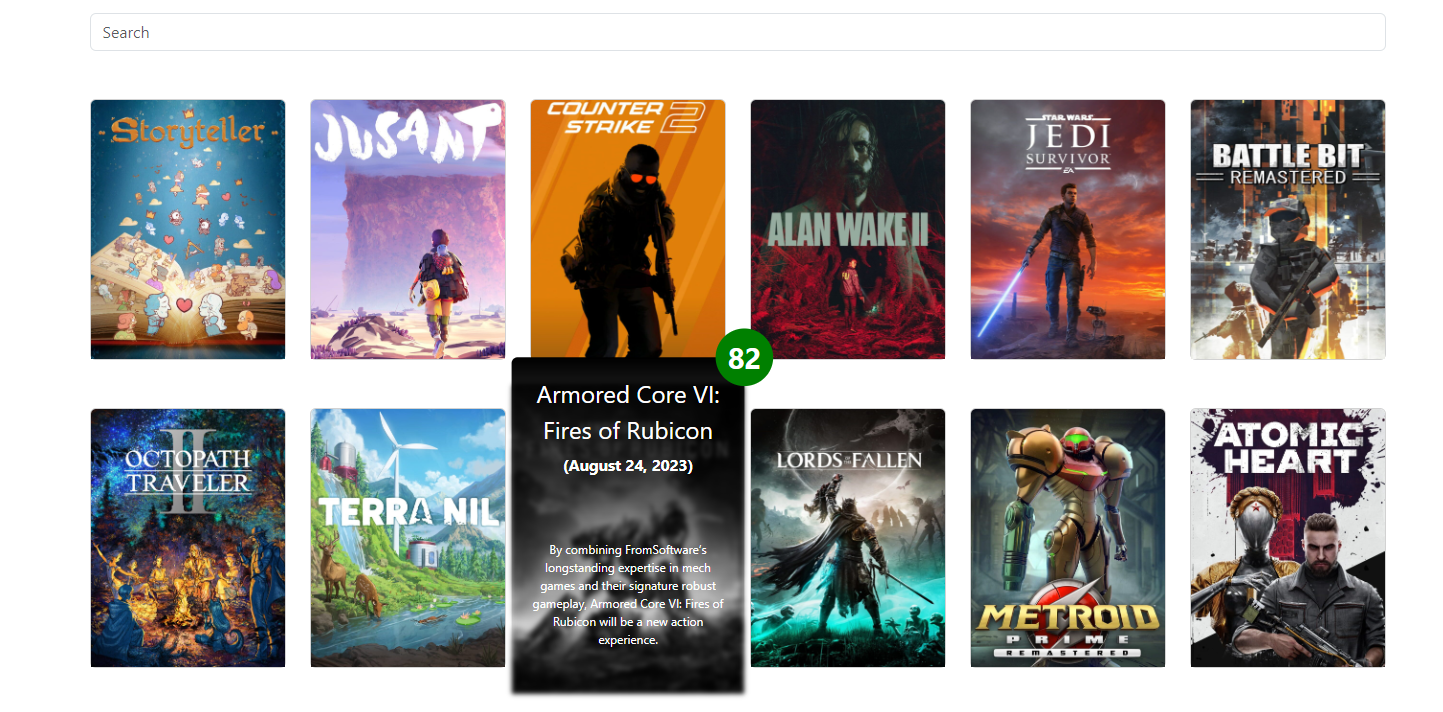 Search
- Storyteller -
JUSANT
COUNTER
STRIKE 2
ALAN WAKE II
STAR WARS
JEDI
SURVIVOR
EA
BATTLE BIT
REMASTERED
82
Armored Core VI:
Fires of Rubicon
(August 24, 2023)
By combining FromSoftware's
longstanding expertise in mech
games and their signature robust
gameplay, Armored Core VI: Fires of
Rubicon will be a new action
experience.
II
OCTOPATH
TRAVELER
TERRA NIL
LORDS OF THE FALLEN
METROID
PRIME
REMASTERED
ATOMIC
HEART